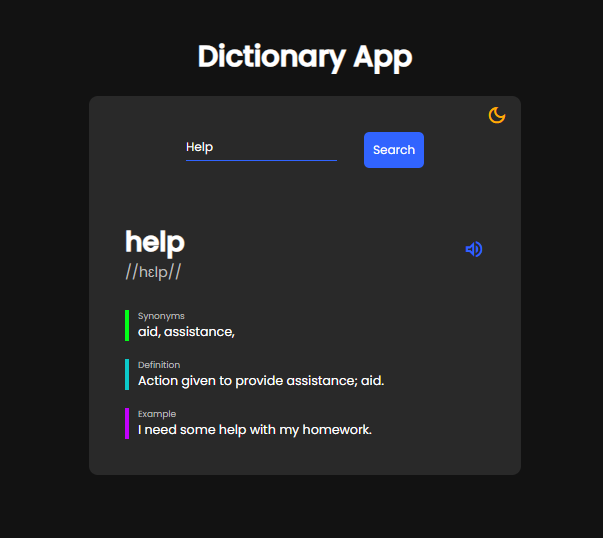 Dictionary App
Help
Search
help
//hɛlp//
Synonyms
aid, assistance,
Definition
Action given to provide assistance; aid.
Example
I need some help with my homework.